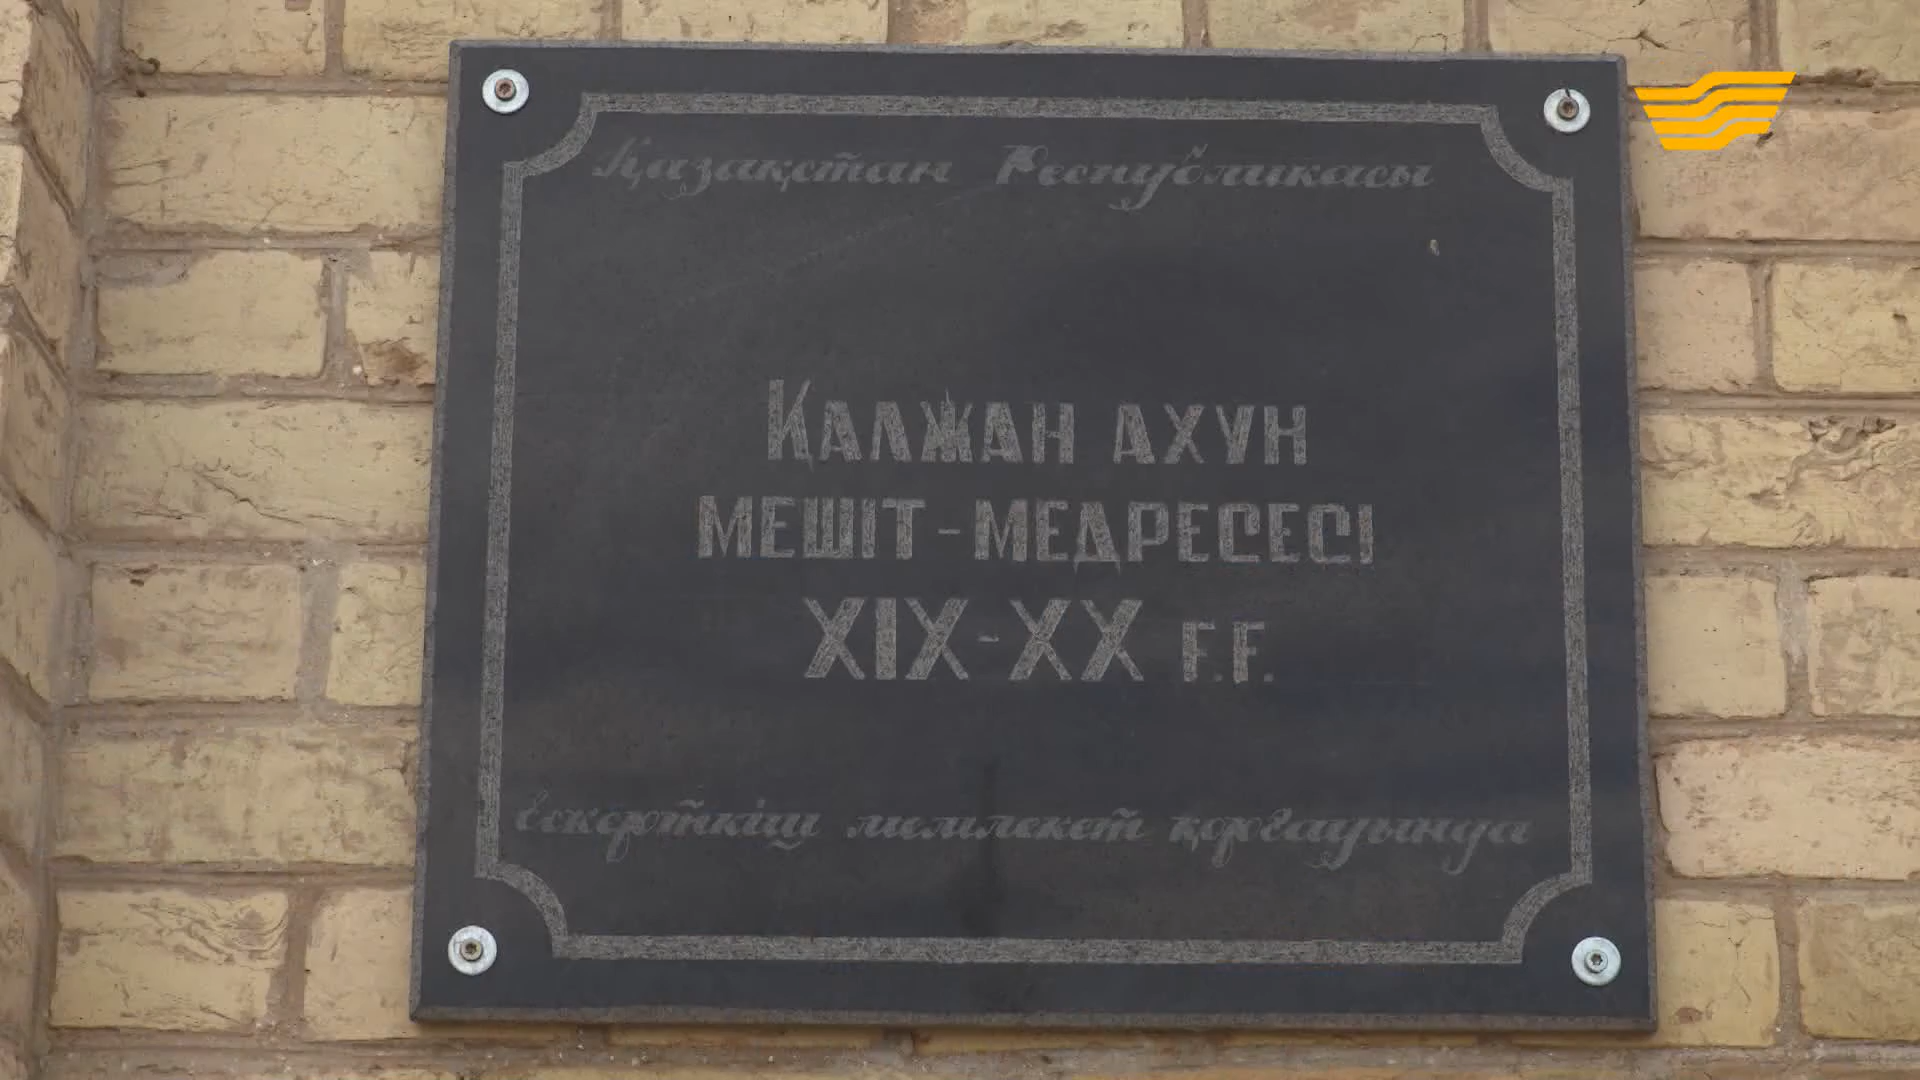 Қазақстан Республикасы
ҚАЛЖАН АХУН
МЕШІТ-МЕДРЕСЕСІ
XIX-XX F.F.
Ескерткіш мемлекет қорғауында